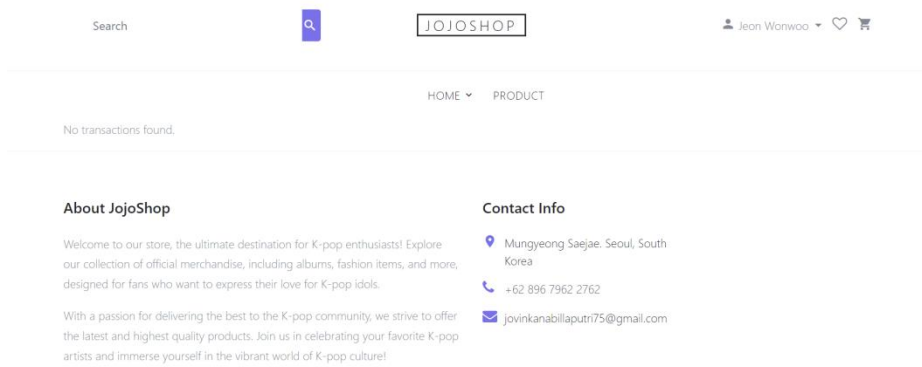 Search
JOJOSHOP
Jeon Wonwoo
HOME
PRODUCT
No transactions found.
About JojoShop
Welcome to our store, the ultimate destination for K-pop enthusiasts! Explore
our collection of official merchandise, including albums, fashion items, and more,
designed for fans who want to express their love for K-pop idols.
With a passion for delivering the best to the K-pop community, we strive to offer
the latest and highest quality products. Join us in celebrating your favorite K-pop
artists and immerse yourself in the vibrant world of K-pop culture!
Contact Info
Mungyeong Saejae. Seoul, South
Korea
+62 896 7962 2762
jovinkanabillaputri75@gmail.com